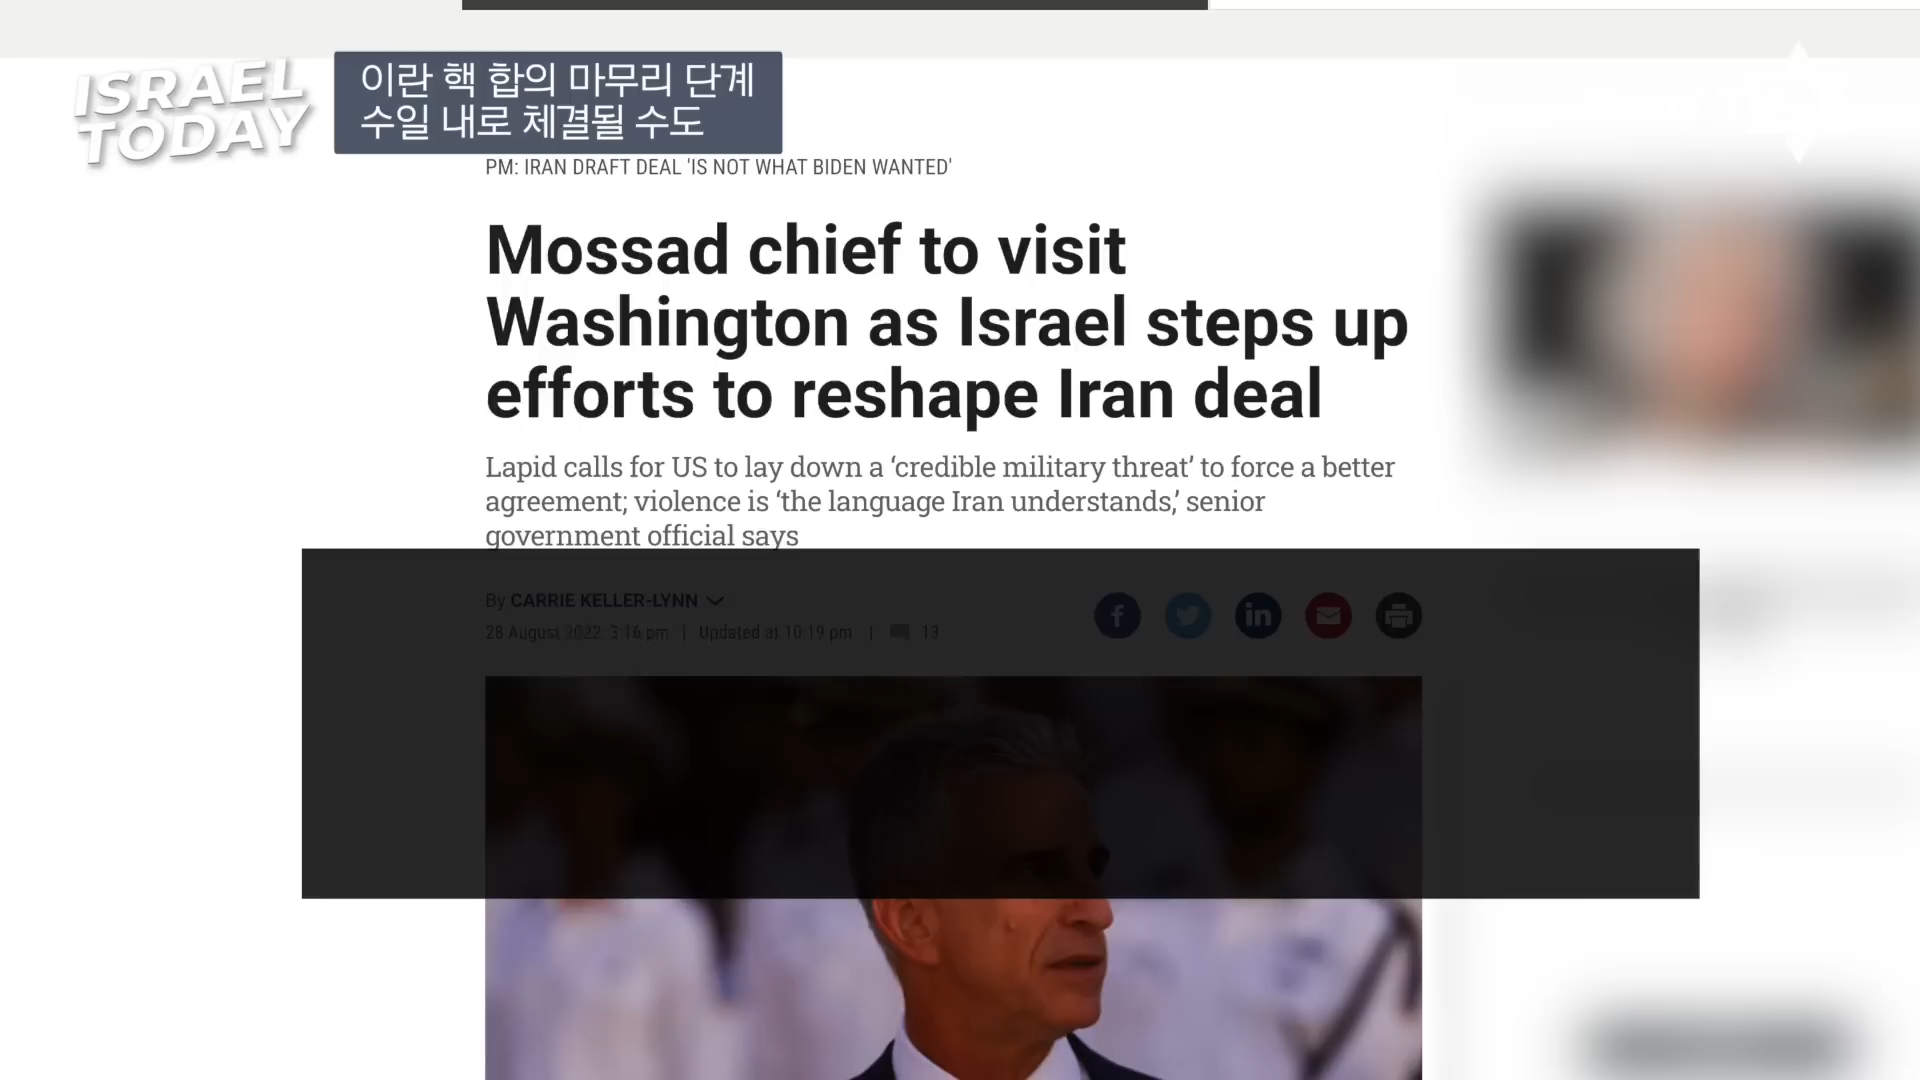 ISRAEL
TODAY
이란 핵 합의 마무리 단계
수일 내로 체결될 수도
PM: IRAN DRAFT DEAL 'IS NOT WHAT BIDEN WANTED'
Mossad chief to visit
Washington as Israel steps up
efforts to reshape Iran deal
Lapid calls for US to lay down a ‘credible military threat’ to force a better
agreement; violence is ‘the language Iran understands,’ senior
government official says
By CARRIE KELLER-LYNN
28 August 2022, 3:16 pm | Updated at 10:19 pm | 13
f
in